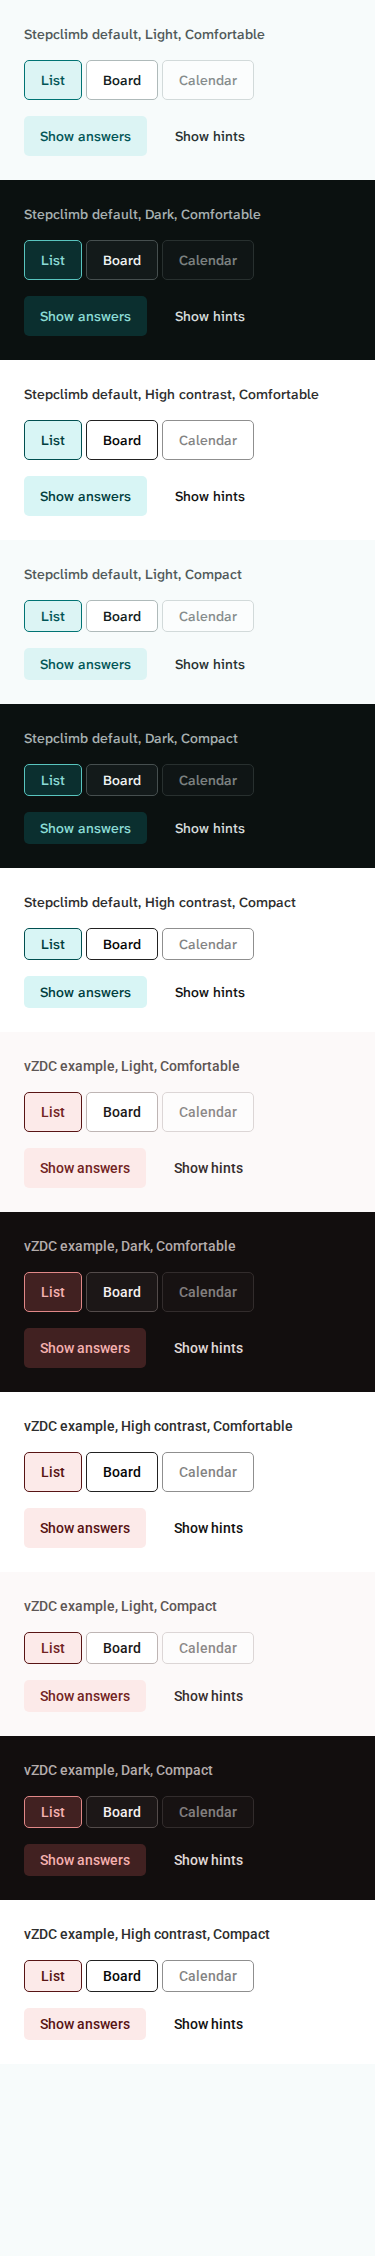 Stepclimb default, Light, Comfortable
List Board Calendar
Show answers Show hints
Stepclimb default, Dark, Comfortable
List Board Calendar
Show answers Show hints
Stepclimb default, High contrast, Comfortable
List Board Calendar
Show answers Show hints
Stepclimb default, Light, Compact
List Board Calendar
Show answers Show hints
Stepclimb default, Dark, Compact
List Board Calendar
Show answers Show hints
Stepclimb default, High contrast, Compact
List Board Calendar
Show answers Show hints
vZDC example, Light, Comfortable
List Board Calendar
Show answers Show hints
vZDC example, Dark, Comfortable
List Board Calendar
Show answers Show hints
vZDC example, High contrast, Comfortable
List Board Calendar
Show answers Show hints
vZDC example, Light, Compact
List Board Calendar
Show answers Show hints
vZDC example, Dark, Compact
List Board Calendar
Show answers Show hints
vZDC example, High contrast, Compact
List Board Calendar
Show answers Show hints